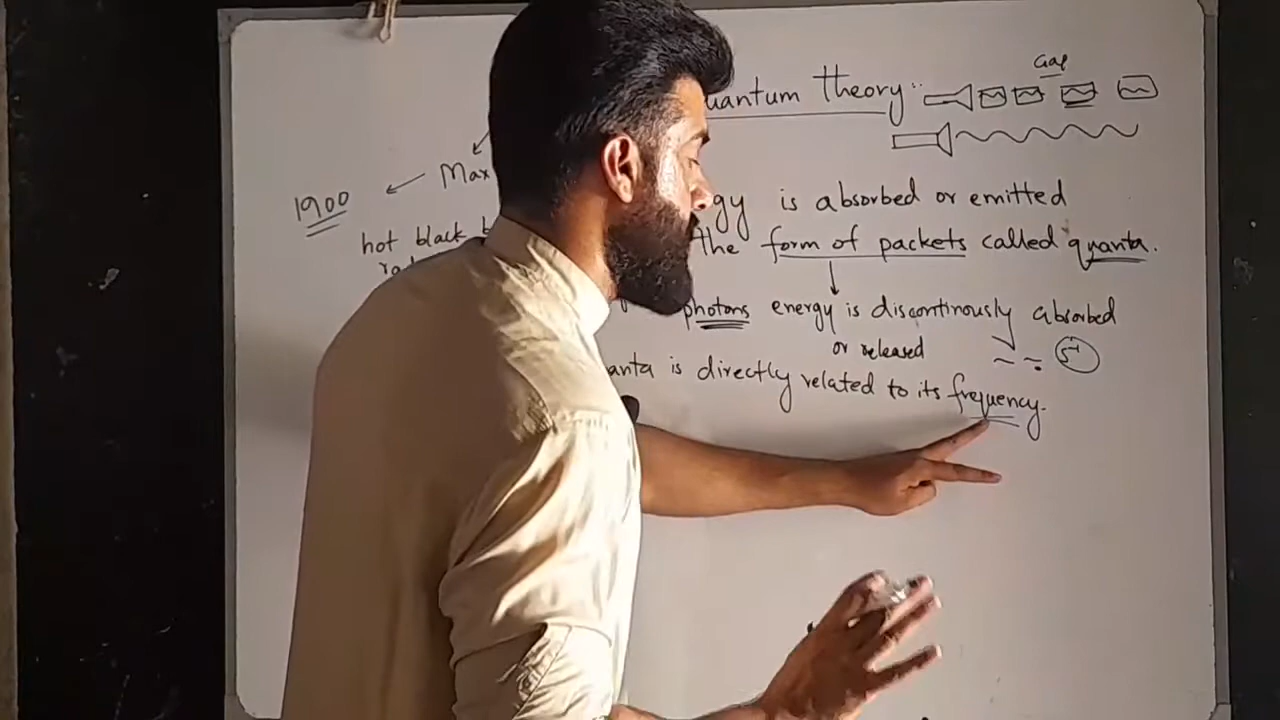 uantum theory
Gap
1900
Max
gy is absorbed or emitted
hot black b
the form of packets called quanta.
photons energy is discontinously absorbed
or released
anta is directly related to its frequency.